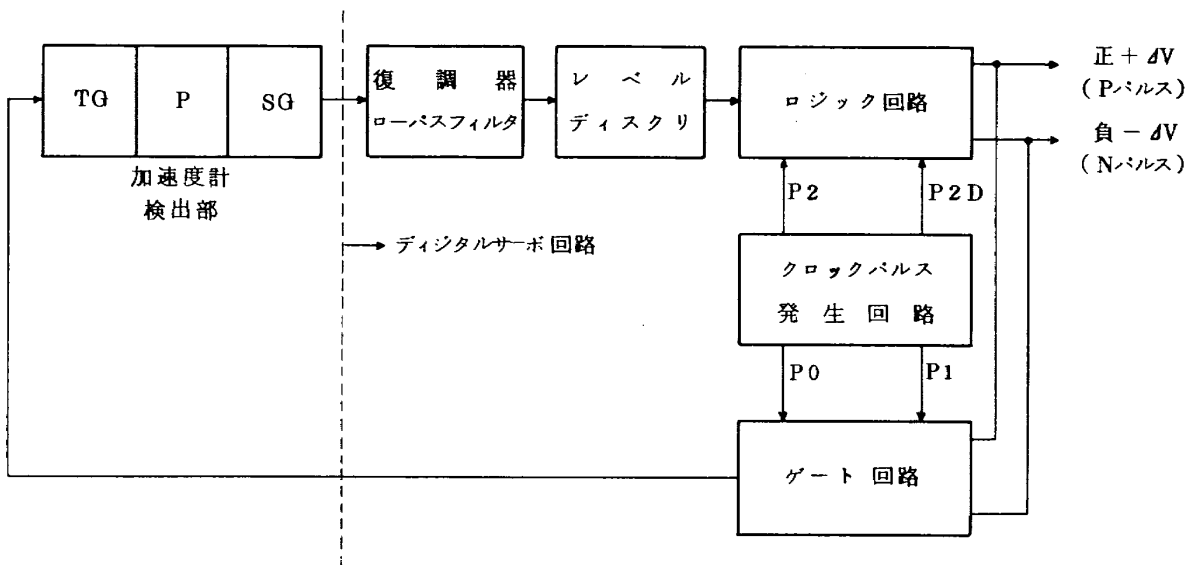 TG
P
SG
復調器
ローパスフィルタ
レベル
ディスクリ
ロジック回路
正+ΔV
(Pパルス)
負-ΔV
(Nパルス)
加速度計
検出部
P2
P2D
ディジタルサーボ回路
クロックパルス
発生回路
P0
P1
ゲート回路